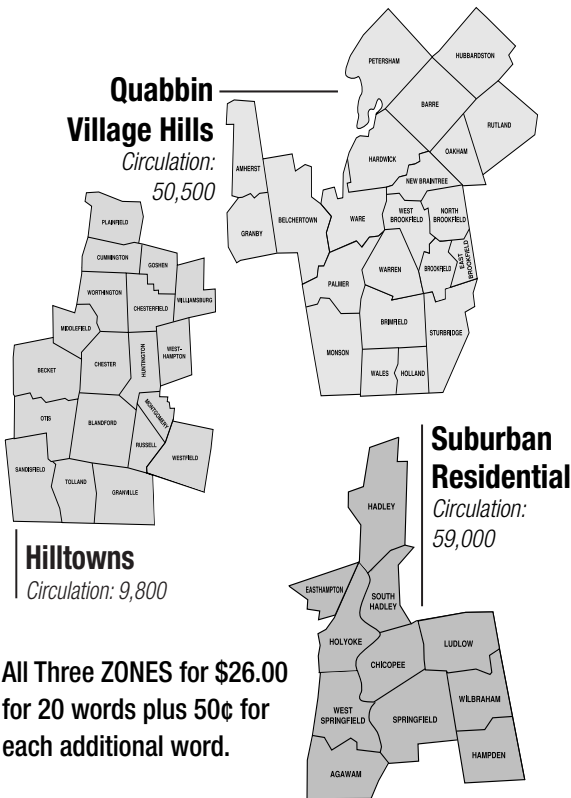 Quabbin
Village Hills
Circulation:
50,500
PETERSHAM
HUBBARDSTON
BARRE
RUTLAND
OAKHAM
HARDWICK
NEW BRAINTREE
AMHERST
BELCHERTOWN
GRANBY
WARE
WEST
BROOKFIELD
NORTH
BROOKFIELD
EAST
BROOKFIELD
BROOKFIELD
WARREN
PALMER
BRIMFIELD
STURBRIDGE
MONSON
WALES
HOLLAND
PLAINFIELD
CUMMINGTON
GOSHEN
WORTHINGTON
CHESTERFIELD
WILLIAMSBURG
MIDDLEFIELD
WEST-
HAMPTON
HUNTINGTON
CHESTER
BECKET
MONTGOMERY
OTIS
BLANDFORD
RUSSELL
WESTFIELD
SANDISFIELD
TOLLAND
GRANVILLE
Hilltowns
Circulation: 9,800
Suburban
Residential
Circulation:
59,000
HADLEY
EASTHAMPTON
SOUTH
HADLEY
HOLYOKE
CHICOPEE
LUDLOW
WEST
SPRINGFIELD
SPRINGFIELD
WILBRAHAM
HAMPDEN
AGAWAM
All Three ZONES for $26.00
for 20 words plus 50¢ for
each additional word.